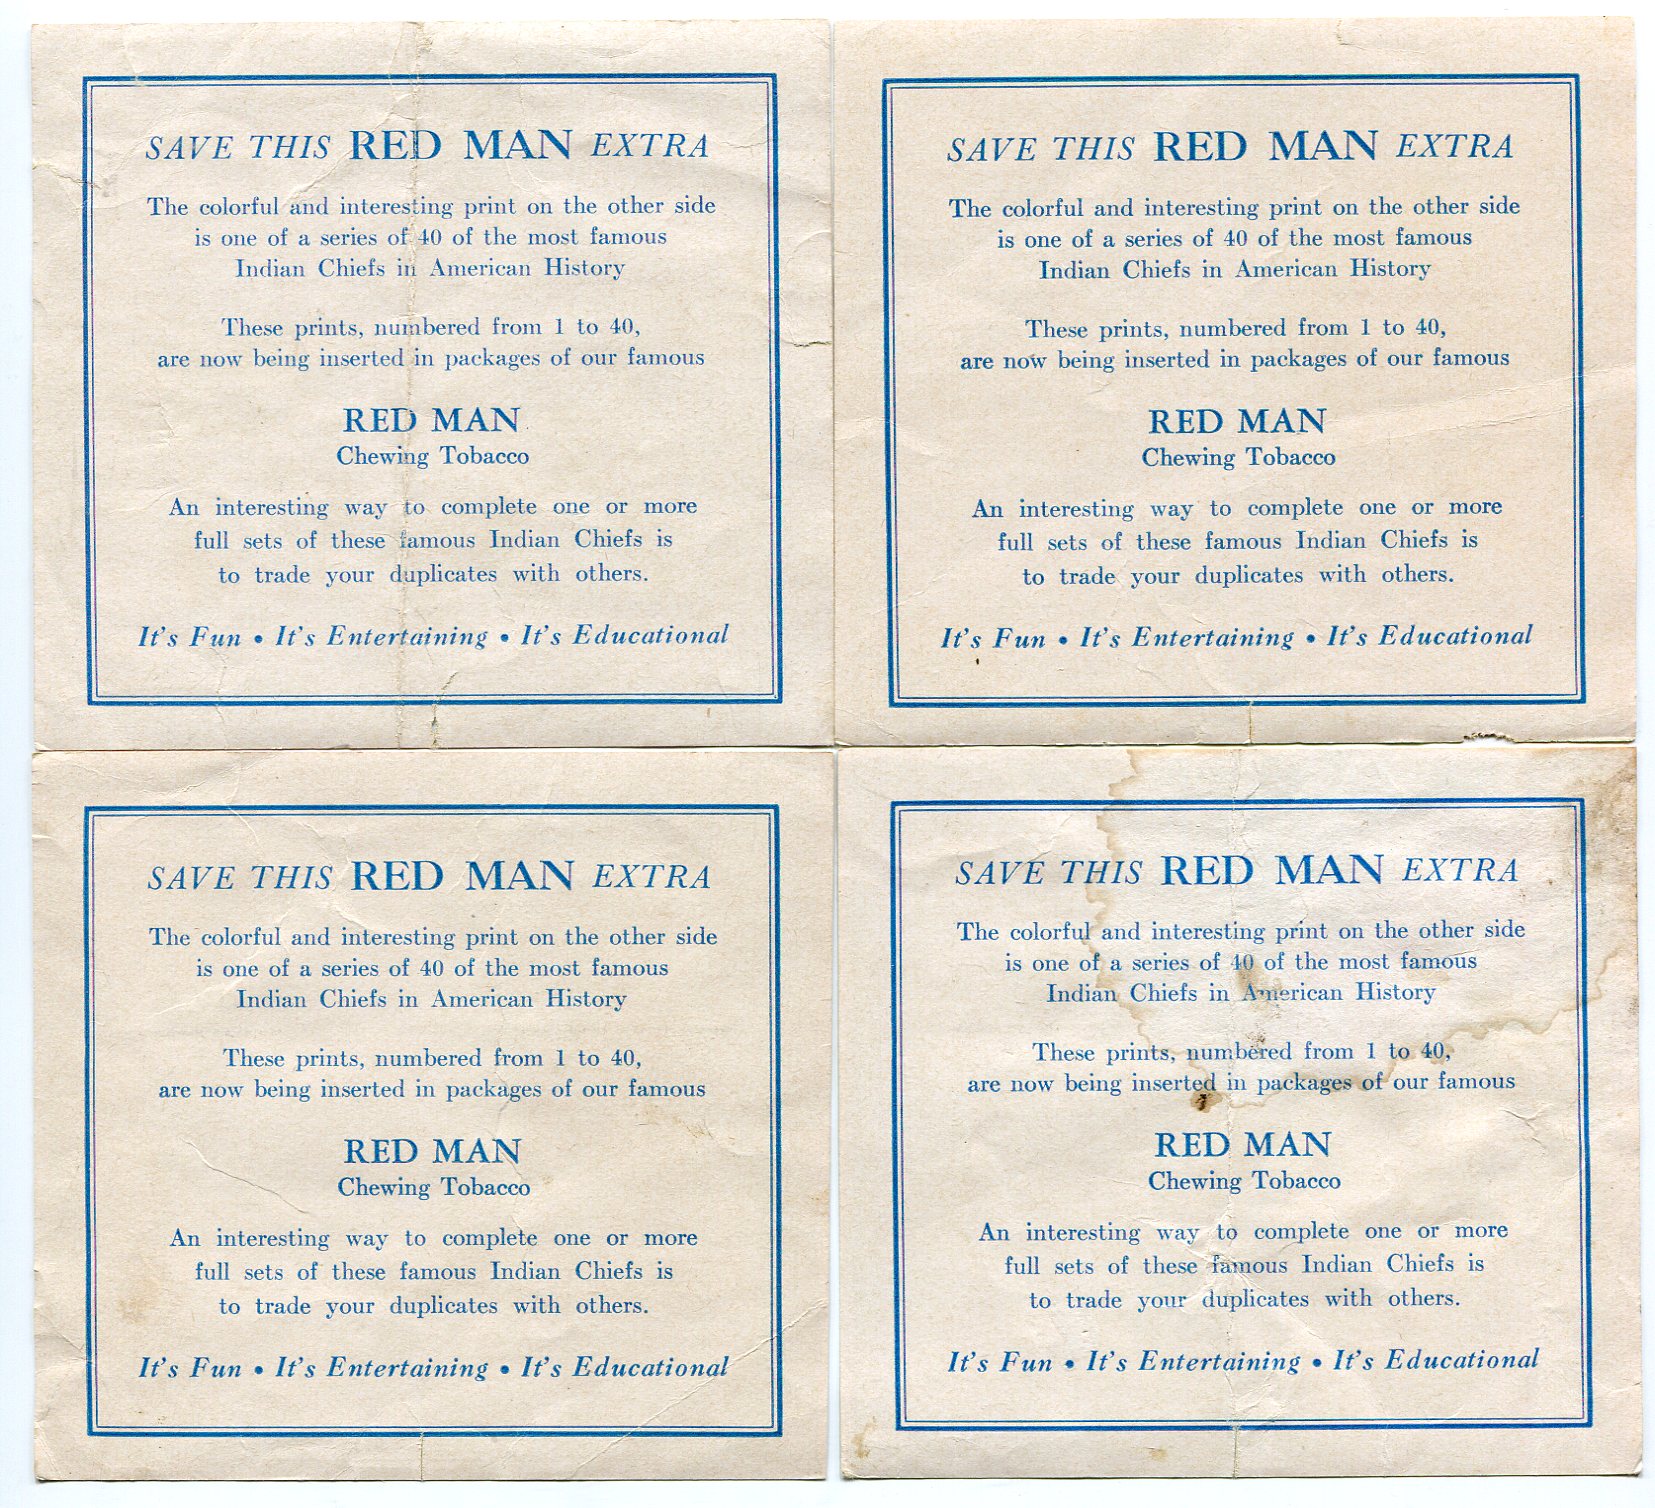 SAVE THIS RED MAN EXTRA
The colorful and interesting print on the other side
is one of a series of 40 of the most famous
Indian Chiefs in American History
These prints, numbered from 1 to 40,
are now being inserted in packages of our famous
RED MAN
Chewing Tobacco
An interesting way to complete one or more
full sets of these famous Indian Chiefs is
to trade your duplicates with others.
It's Fun • It's Entertaining • It's Educational
SAVE THIS RED MAN EXTRA
The colorful and interesting print on the other side
is one of a series of 40 of the most famous
Indian Chiefs in American History
These prints, numbered from 1 to 40,
are now being inserted in packages of our famous
RED MAN
Chewing Tobacco
An interesting way to complete one or more
full sets of these famous Indian Chiefs is
to trade your duplicates with others.
It's Fun • It's Entertaining • It's Educational
SAVE THIS RED MAN EXTRA
The colorful and interesting print on the other side
is one of a series of 40 of the most famous
Indian Chiefs in American History
These prints, numbered from 1 to 40,
are now being inserted in packages of our famous
RED MAN
Chewing Tobacco
An interesting way to complete one or more
full sets of these famous Indian Chiefs is
to trade your duplicates with others.
It's Fun • It's Entertaining • It's Educational
SAVE THIS RED MAN EXTRA
The colorful and interesting print on the other side
is one of a series of 40 of the most famous
Indian Chiefs in American History
These prints, numbered from 1 to 40,
are now being inserted in packages of our famous
RED MAN
Chewing Tobacco
An interesting way to complete one or more
full sets of these famous Indian Chiefs is
to trade your duplicates with others.
It's Fun • It's Entertaining • It's Educational